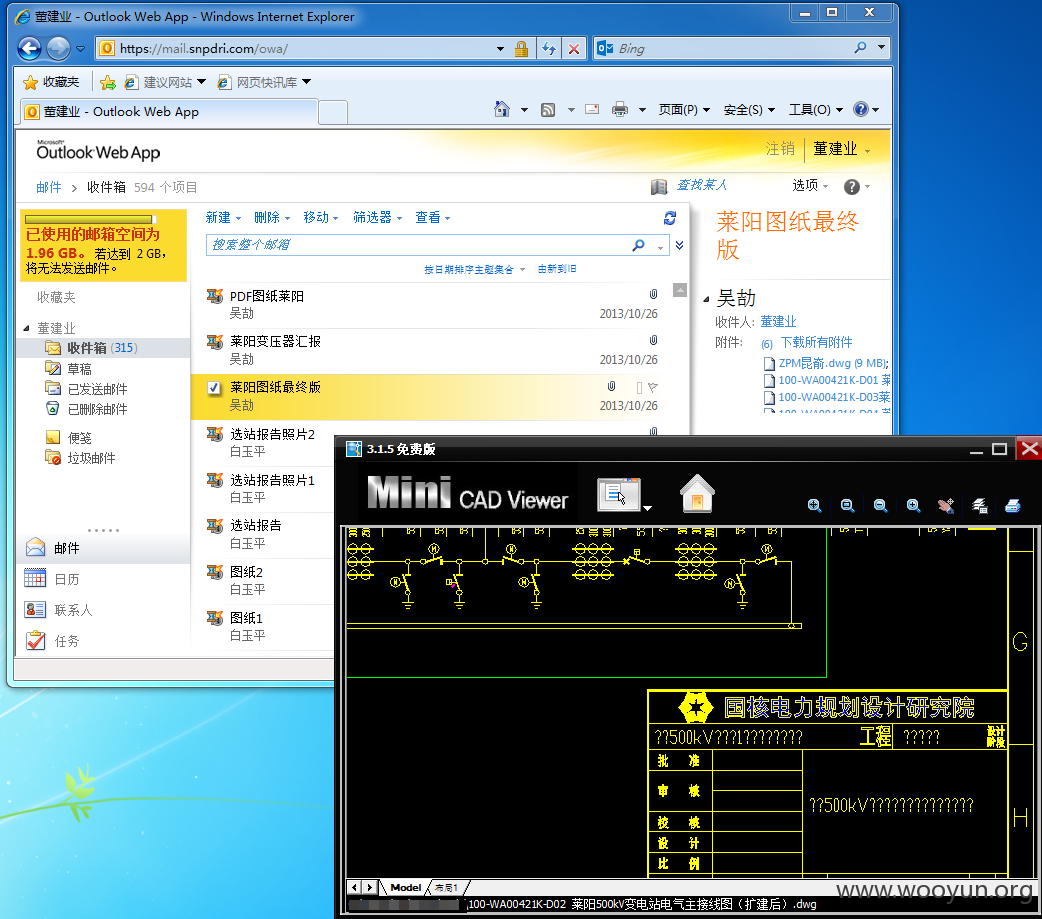 董建业 - Outlook Web App - Windows Internet Explorer
https://mail.snpdri.com/owa/
Bing
收藏夹
建议网站
网页快讯库
董建业 - Outlook Web App
页面(P)
安全(S)
工具(O)
Microsoft
Outlook Web App
注销
董建业
邮件 > 收件箱 594 个项目
查找某人
选项
已使用的邮箱空间为
1.96 GB。若达到 2 GB，
将无法发送邮件。
收藏夹
董建业
收件箱 (315)
草稿
已发送邮件
已删除邮件
便笺
垃圾邮件
邮件
日历
联系人
任务
新建
删除
移动
筛选器
查看
搜索整个邮箱
按日期排序主题集合
由新到旧
PDF图纸莱阳
吴劼
2013/10/26
莱阳变压器汇报
吴劼
2013/10/26
莱阳图纸最终版
吴劼
2013/10/26
选站报告照片2
白玉平
选站报告照片1
白玉平
选站报告
白玉平
图纸2
白玉平
图纸1
白玉平
莱阳图纸最终
版
吴劼
收件人: 董建业
附件: (6) 下载所有附件
ZPM昆嵛.dwg (9 MB);
100-WA00421K-D01 莱
100-WA00421K-D03莱
3.1.5 免费版
Mini CAD Viewer
G
H
国核电力规划设计研究院
??500kV???1????????
工程
?????
设计
阶段
批 准
审 核
校 核
设 计
比 例
??500kV??????????????
Model
布局1
100-WA00421K-D02 莱阳500kv变电站电气主接线图（扩建后）.dwg
www.wooyun.org